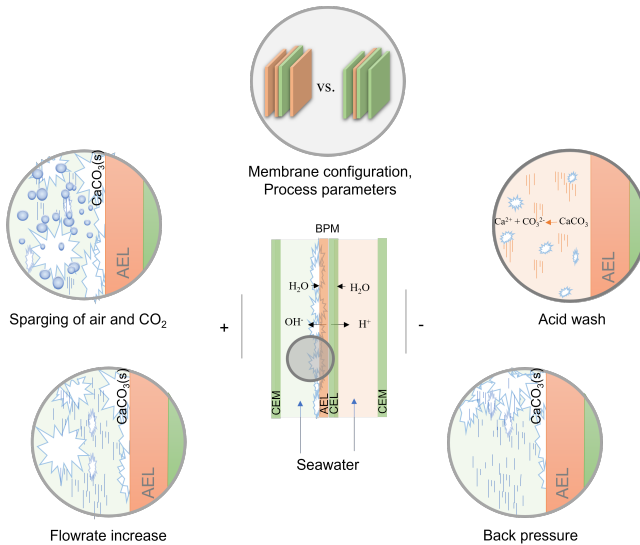 vs.
Membrane configuration,
Process parameters
CaCO₃(s)
AEL
Sparging of air and CO₂
Ca²⁺ + CO₃²⁻ CaCO₃
AEL
Acid wash
BPM
H₂O
H₂O
+
-
OH⁻
H⁺
CEM
AEL
CEL
CEM
Seawater
CaCO₃(s)
AEL
Flowrate increase
CaCO₃(s)
AEL
Back pressure